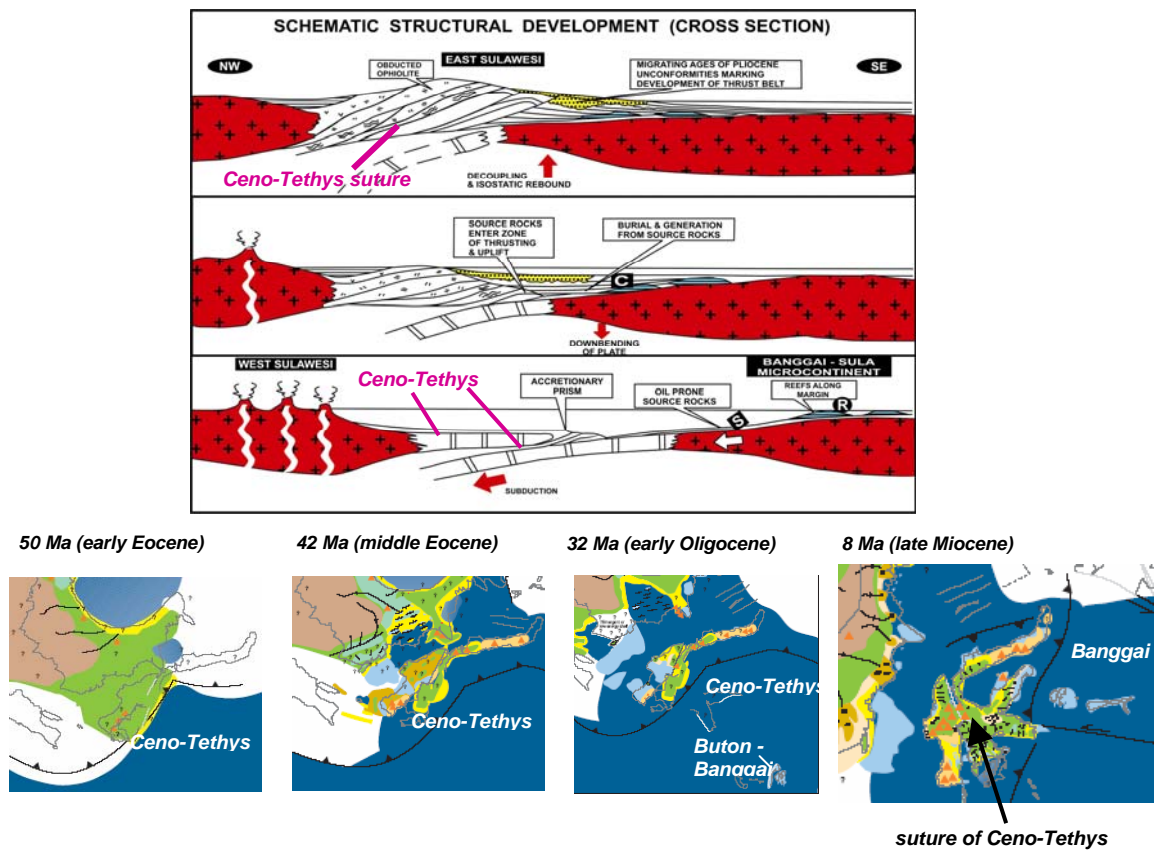 SCHEMATIC STRUCTURAL DEVELOPMENT (CROSS SECTION)
EAST SULAWESI
NW
SE
OBDUCTED
OPHIOLITE
MIGRATING AGES OF PLIOCENE
UNCONFORMITIES MARKING
DEVELOPMENT OF THRUST BELT
Ceno-Tethys suture
DECOUPLING
& ISOSTATIC REBOUND
SOURCE ROCKS
ENTER ZONE
OF THRUSTING
& UPLIFT
BURIAL & GENERATION
FROM SOURCE ROCKS
C
DOWNBENDING
OF PLATE
WEST SULAWESI
BANGGAI - SULA
MICROCONTINENT
Ceno-Tethys
ACCRETIONARY
PRISM
OIL PRONE
SOURCE ROCKS
REEFS ALONG
MARGIN
R
S
SUBDUCTION
50 Ma (early Eocene)
42 Ma (middle Eocene)
32 Ma (early Oligocene)
8 Ma (late Miocene)
Ceno-Tethys
Ceno-Tethys
Ceno-Tethys
Buton -
Banggai
Banggai
suture of Ceno-Tethys